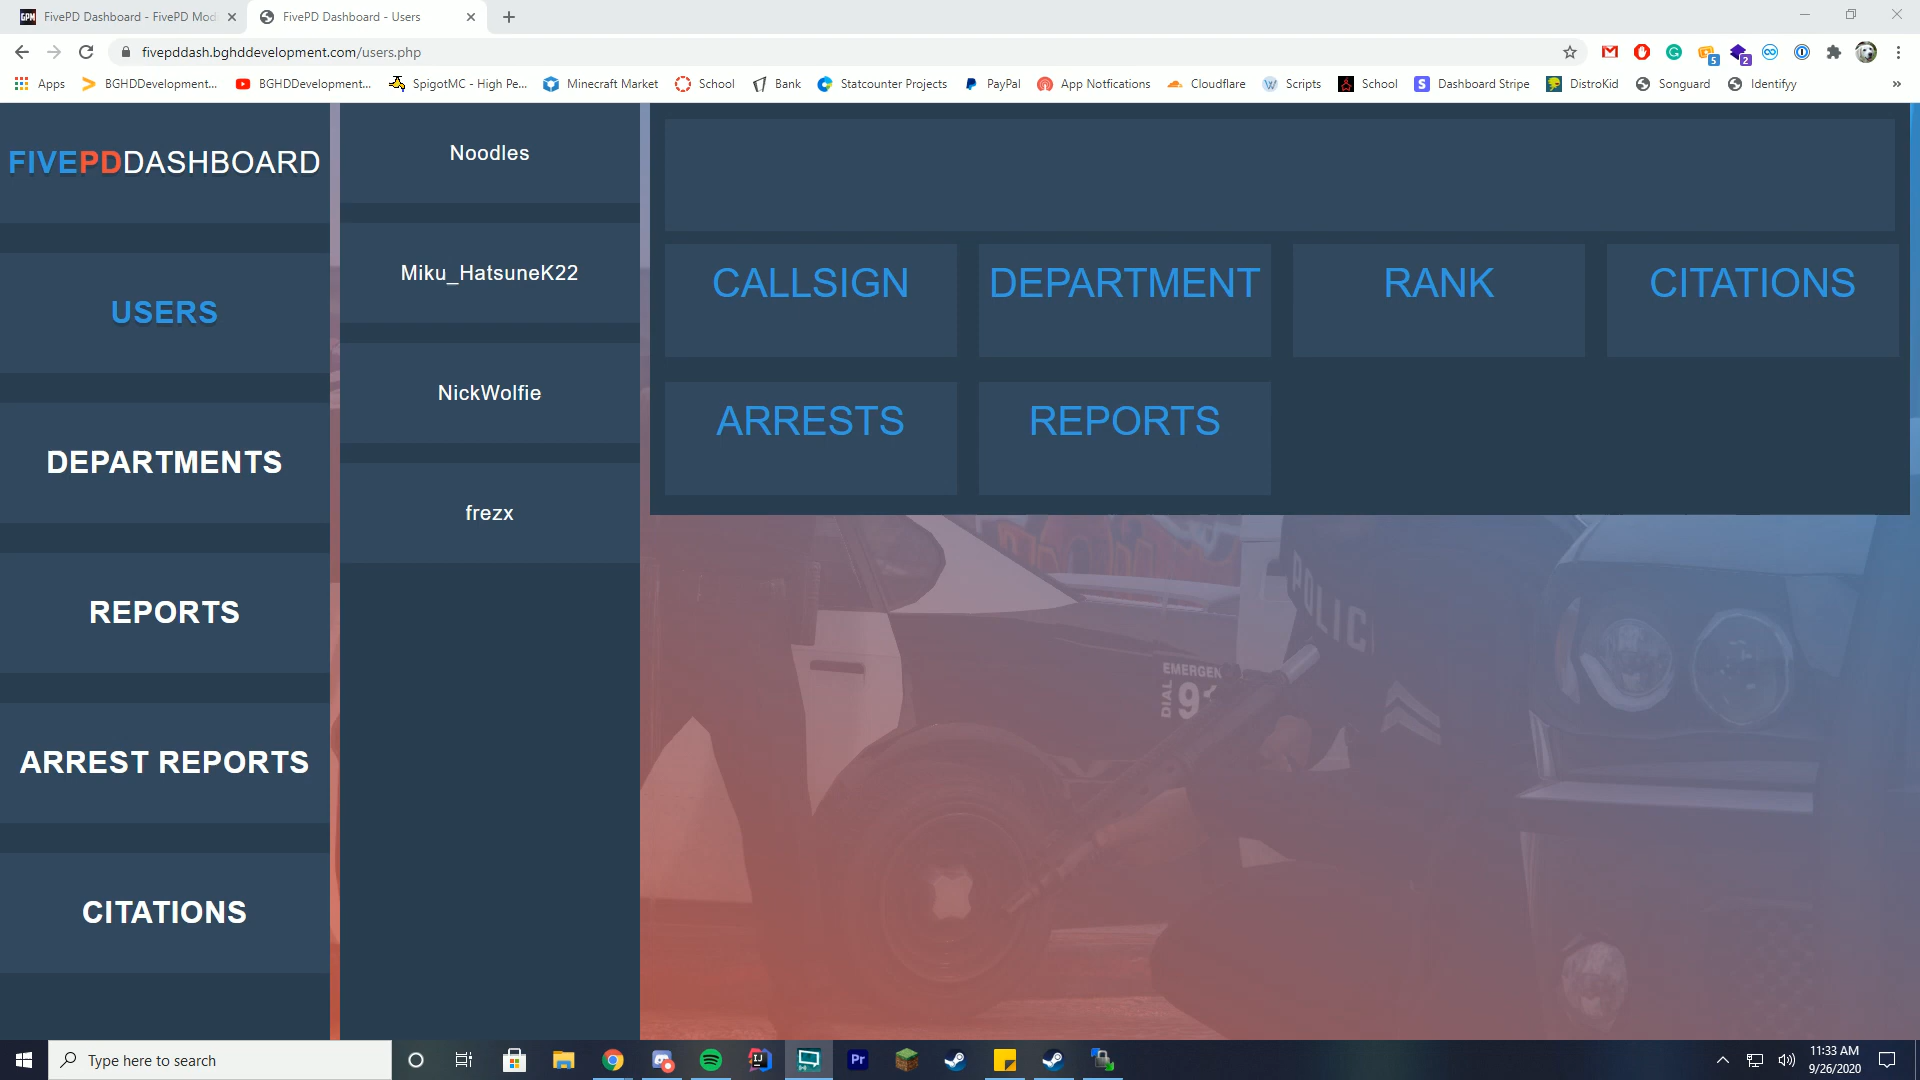 FivePD Dashboard - FivePD Mod
FivePD Dashboard - Users
fivepddash.bghddevelopment.com/users.php
Apps
BGHDDevelopment...
BGHDDevelopment...
SpigotMC - High Pe...
Minecraft Market
School
Bank
Statcounter Projects
PayPal
App Notfications
Cloudflare
Scripts
School
Dashboard Stripe
DistroKid
Songuard
Identifyy
FIVEPDDASHBOARD
USERS
DEPARTMENTS
REPORTS
ARREST REPORTS
CITATIONS
Noodles
Miku_HatsuneK22
NickWolfie
frezx
CALLSIGN
DEPARTMENT
RANK
CITATIONS
ARRESTS
REPORTS
POLIC
EMERGEN
DIAL 9
Type here to search
11:33 AM
9/26/2020